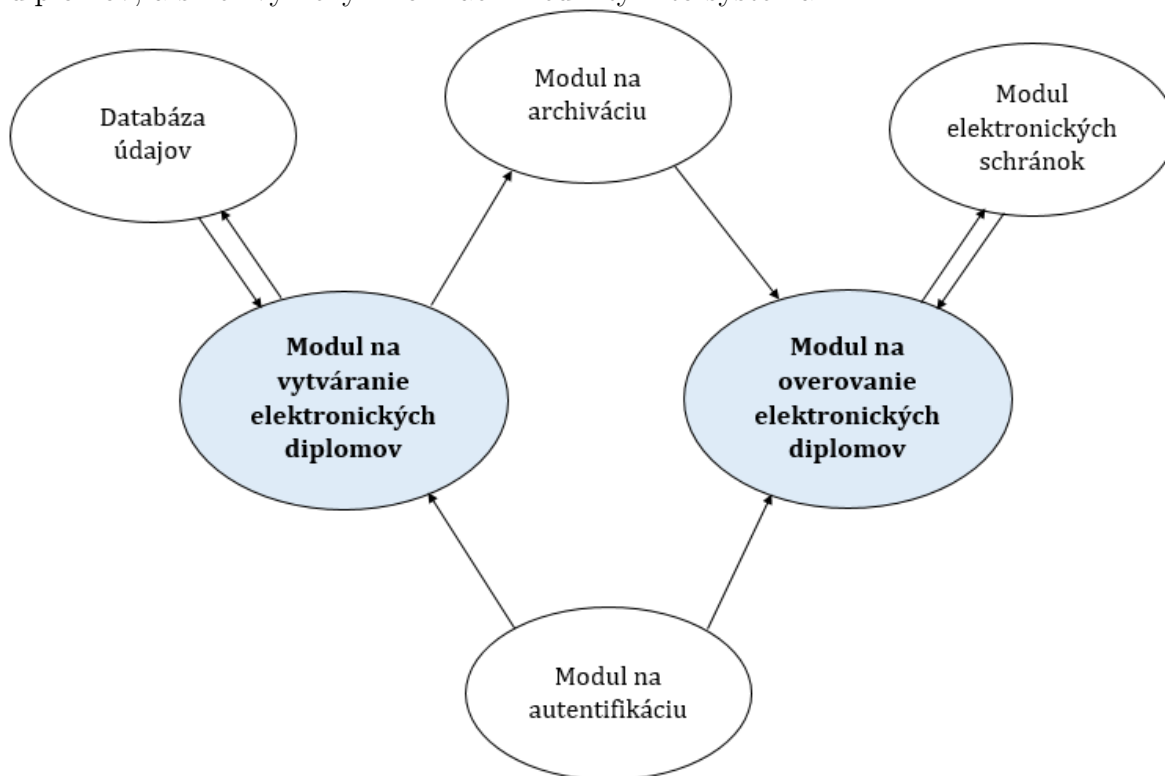 Databáza
údajov
Modul na
archiváciu
Modul
elektronických
schránok
Modul na
vytváranie
elektronických
diplomov
Modul na
overovanie
elektronických
diplomov
Modul na
autentifikáciu